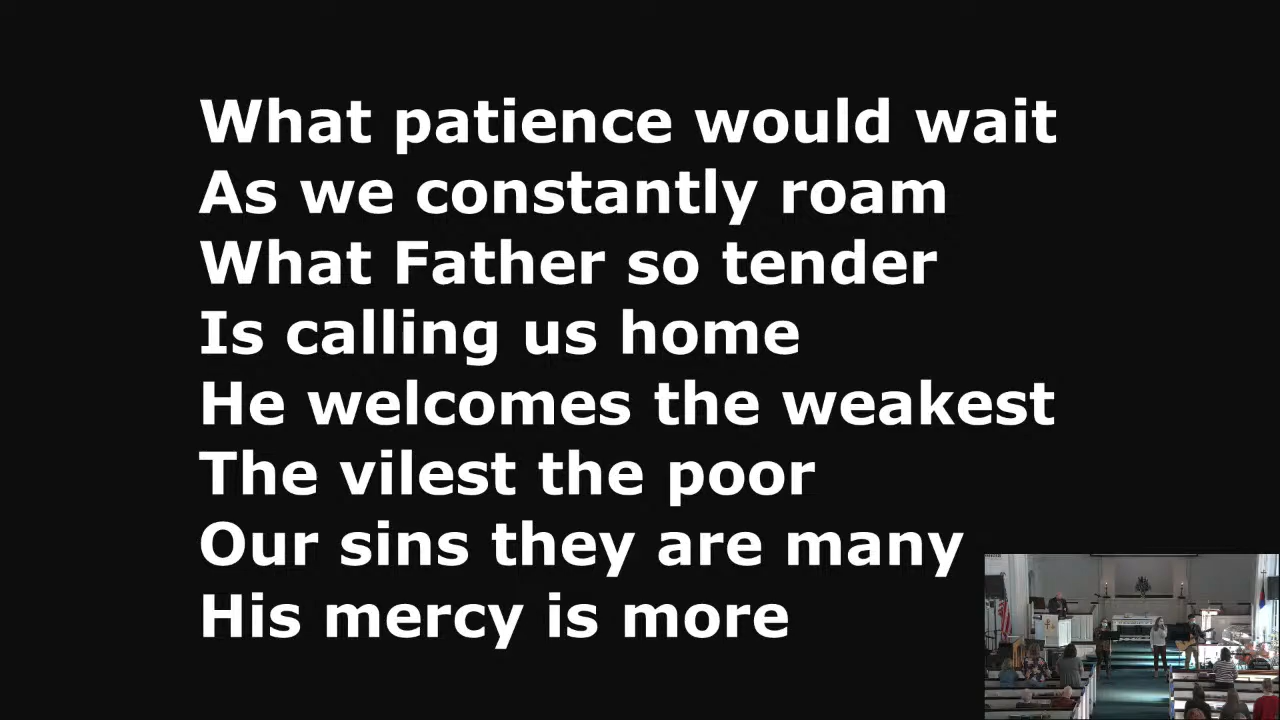 What patience would wait
As we constantly roam
What Father so tender
Is calling us home
He welcomes the weakest
The vilest the poor
Our sins they are many
His mercy is more